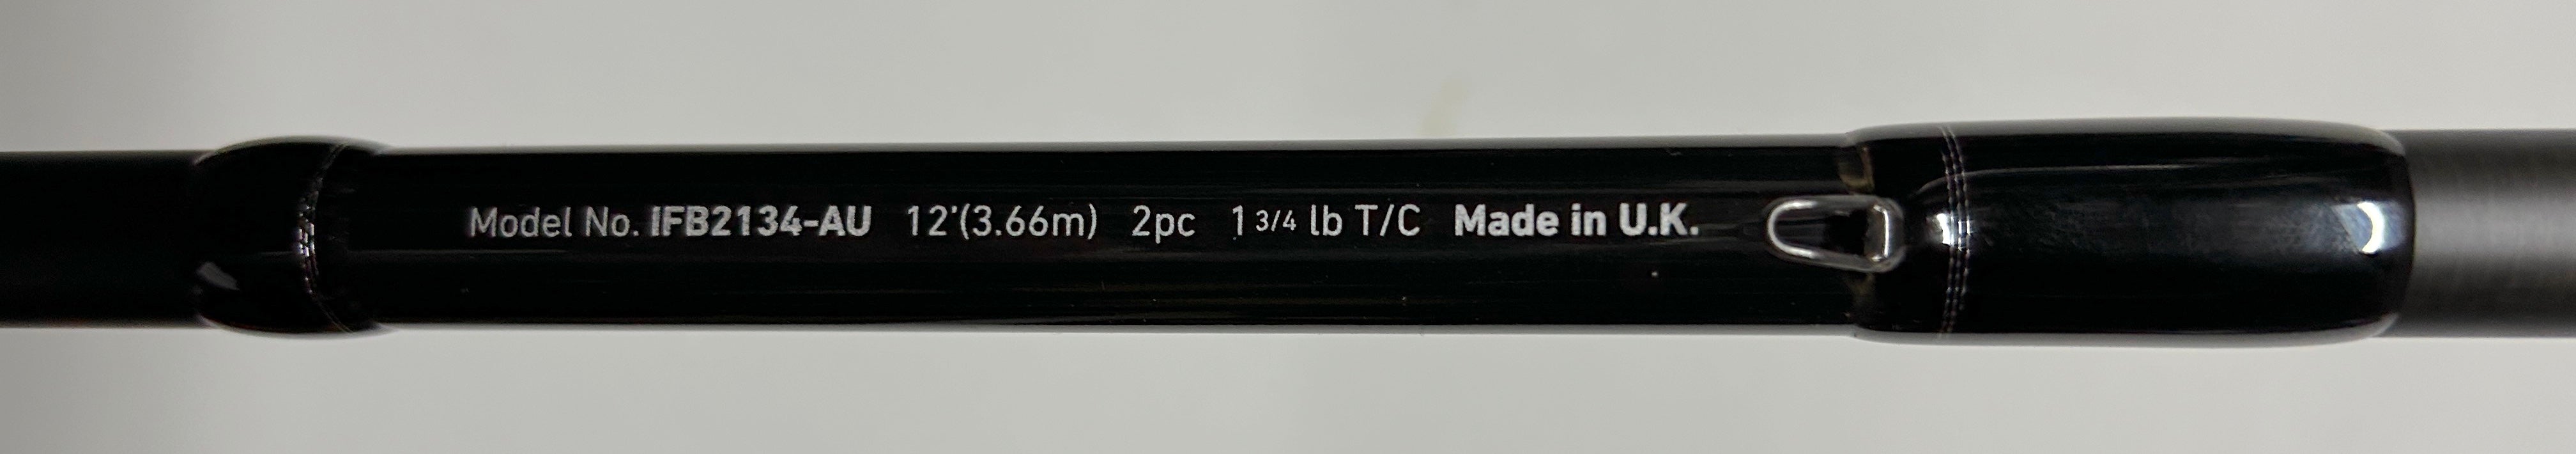 Model No. IFB2134-AU 12'(3.66m) 2pc 1 3/4 lb T/C Made in U.K.